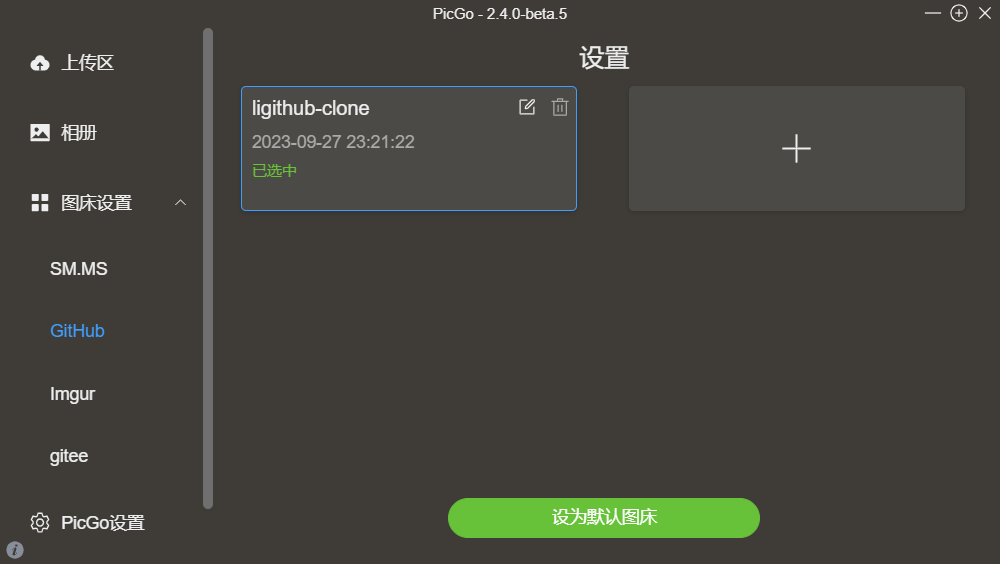 PicGo - 2.4.0-beta.5
上传区
相册
图床设置
SM.MS
GitHub
Imgur
gitee
PicGo设置
设置
ligithub-clone
2023-09-27 23:21:22
已选中
设为默认图床